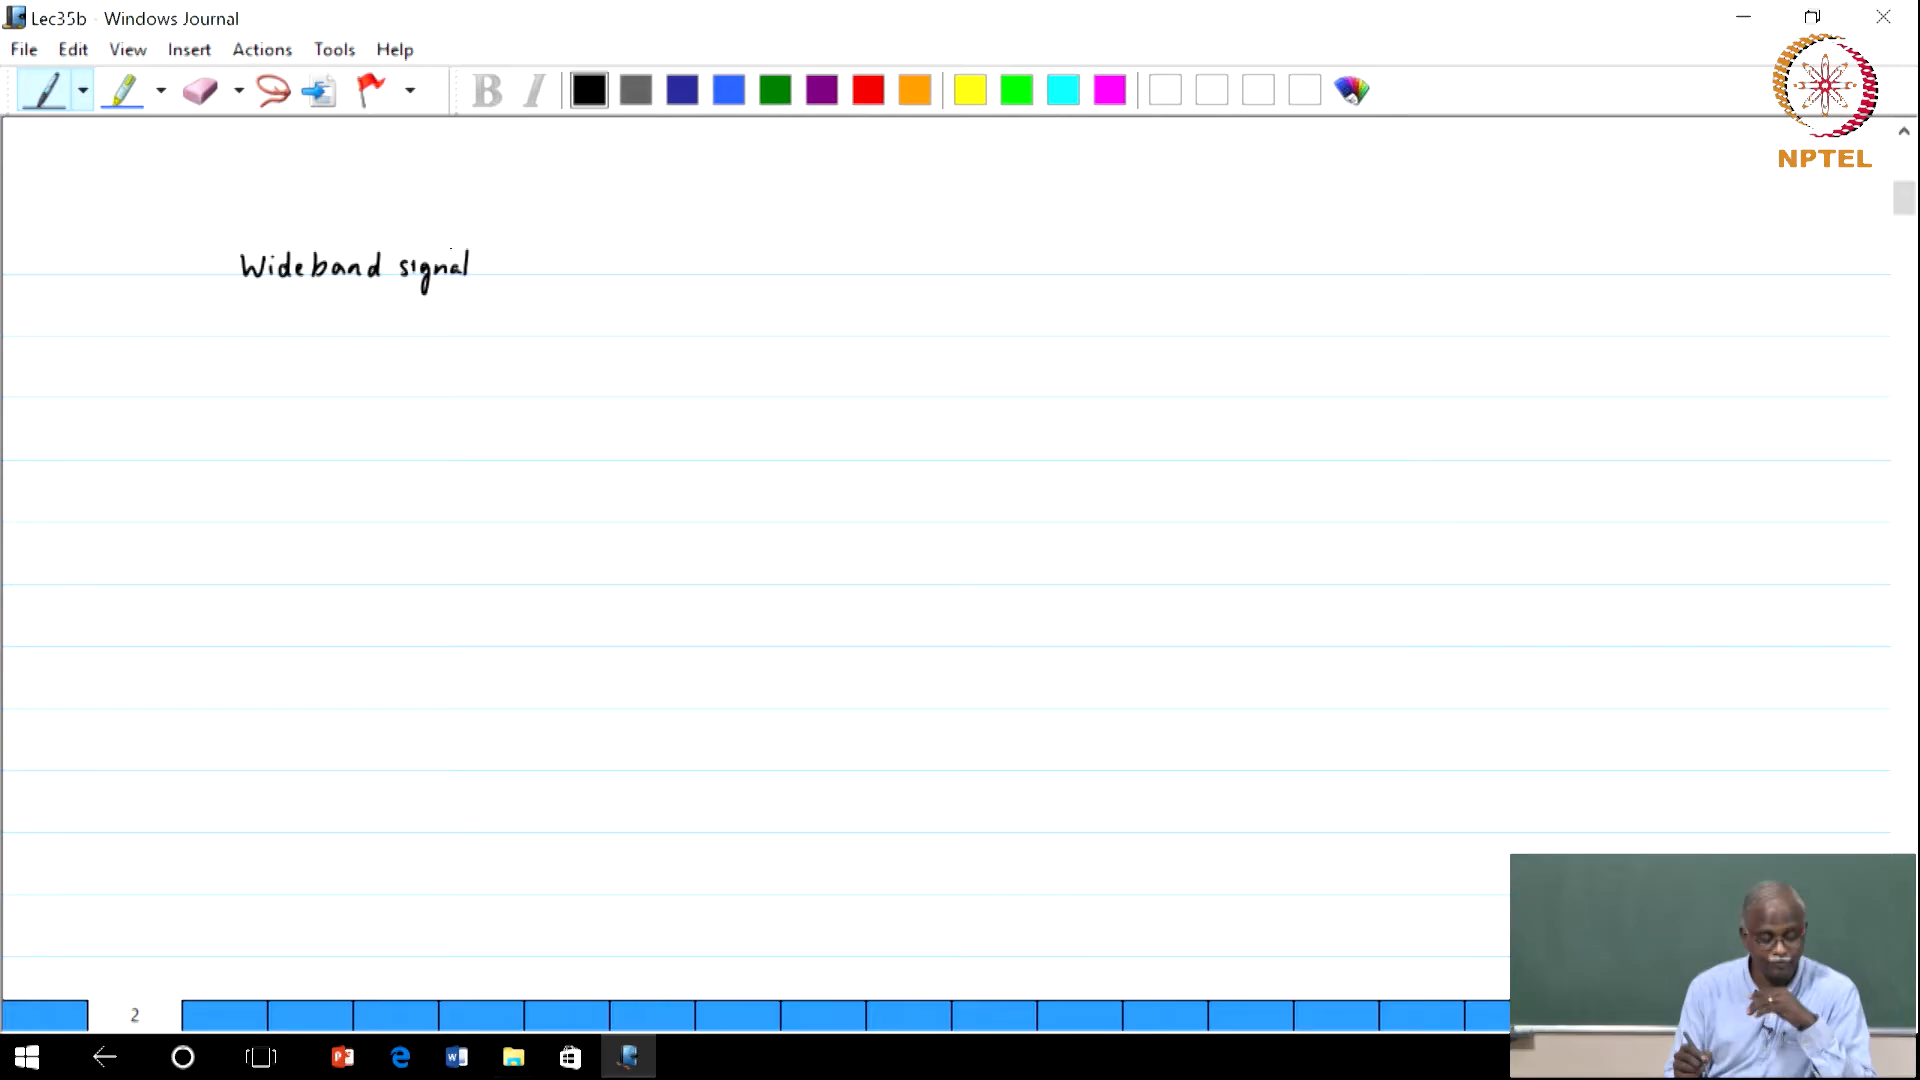 Lec35b - Windows Journal
File Edit View Insert Actions Tools Help
B I
NPTEL
Wideband signal
2